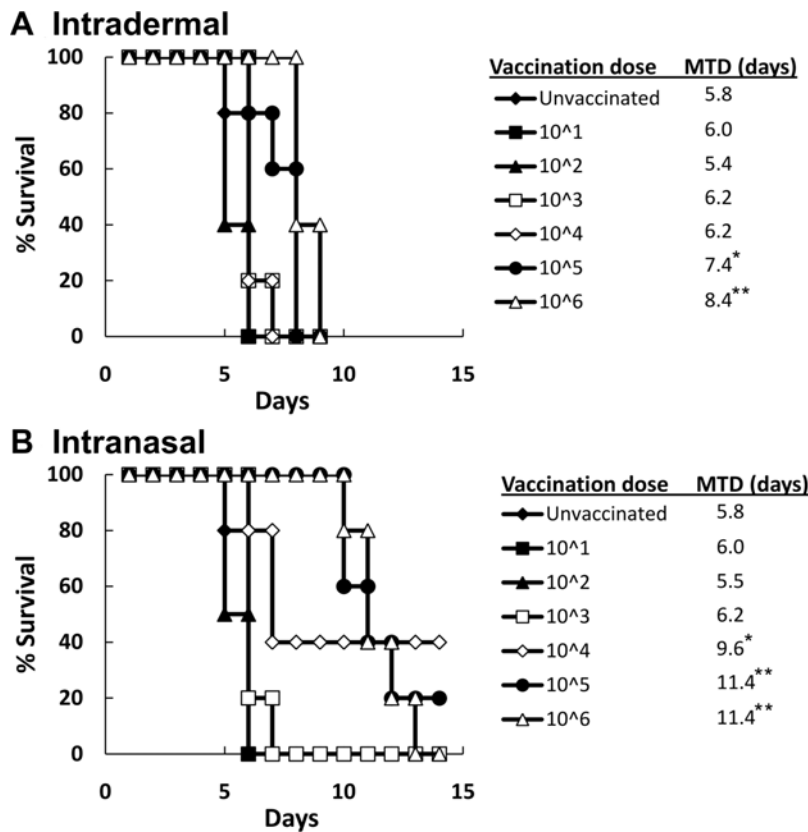 A Intradermal
% Survival
100
80
60
40
20
0
0 5 10 15
Days
Vaccination dose MTD (days)
Unvaccinated 5.8
10^1 6.0
10^2 5.4
10^3 6.2
10^4 6.2
10^5 7.4*
10^6 8.4**
B Intranasal
% Survival
100
80
60
40
20
0
0 5 10 15
Days
Vaccination dose MTD (days)
Unvaccinated 5.8
10^1 6.0
10^2 5.5
10^3 6.2
10^4 9.6*
10^5 11.4**
10^6 11.4**